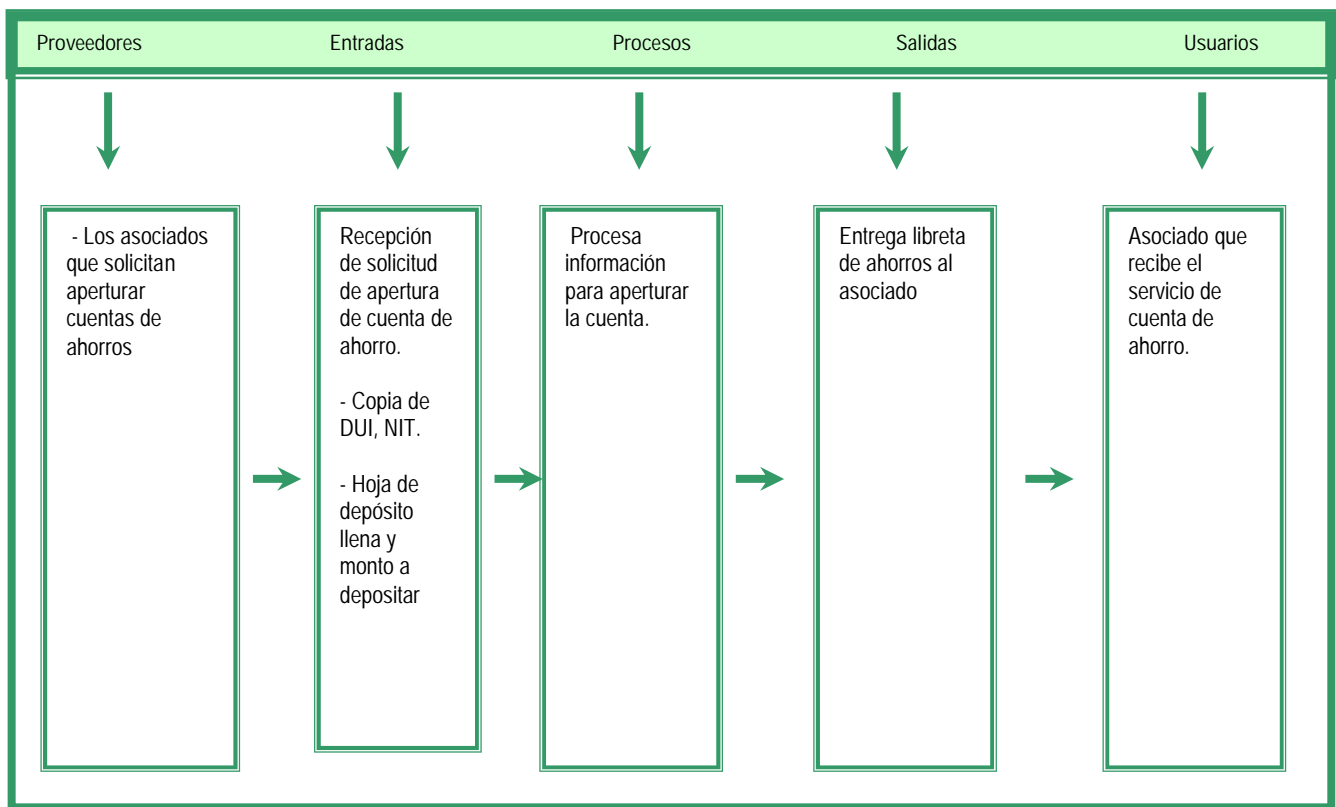 Proveedores Entradas Procesos Salidas Usuarios
- Los asociados
que solicitan
aperturar
cuentas de
ahorros
Recepción
de solicitud
de apertura
de cuenta de
ahorro.
- Copia de
DUI, NIT.
- Hoja de
depósito
llena y
monto a
depositar
Procesa
información
para aperturar
la cuenta.
Entrega libreta
de ahorros al
asociado
Asociado que
recibe el
servicio de
cuenta de
ahorro.